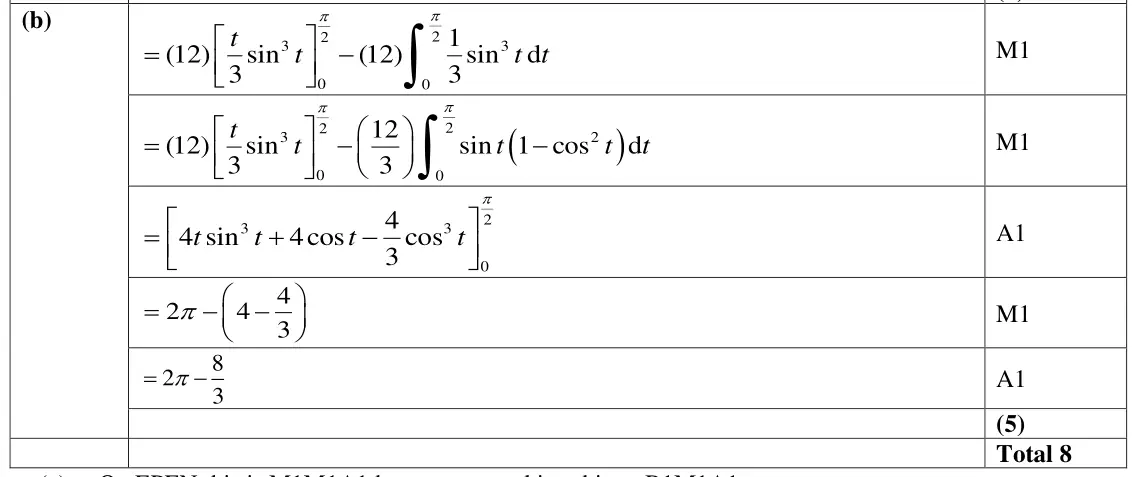 (b)
= (12)[t/3 sin³ t]₀^(π/2) − (12)∫₀^(π/2) 1/3 sin³ t dt M1
= (12)[t/3 sin³ t]₀^(π/2) − (12/3)∫₀^(π/2) sin t (1 − cos² t) dt M1
= [4t sin³ t + 4 cos t − 4/3 cos³ t]₀^(π/2) A1
= 2π − (4 − 4/3) M1
= 2π − 8/3 A1
(5)
Total 8